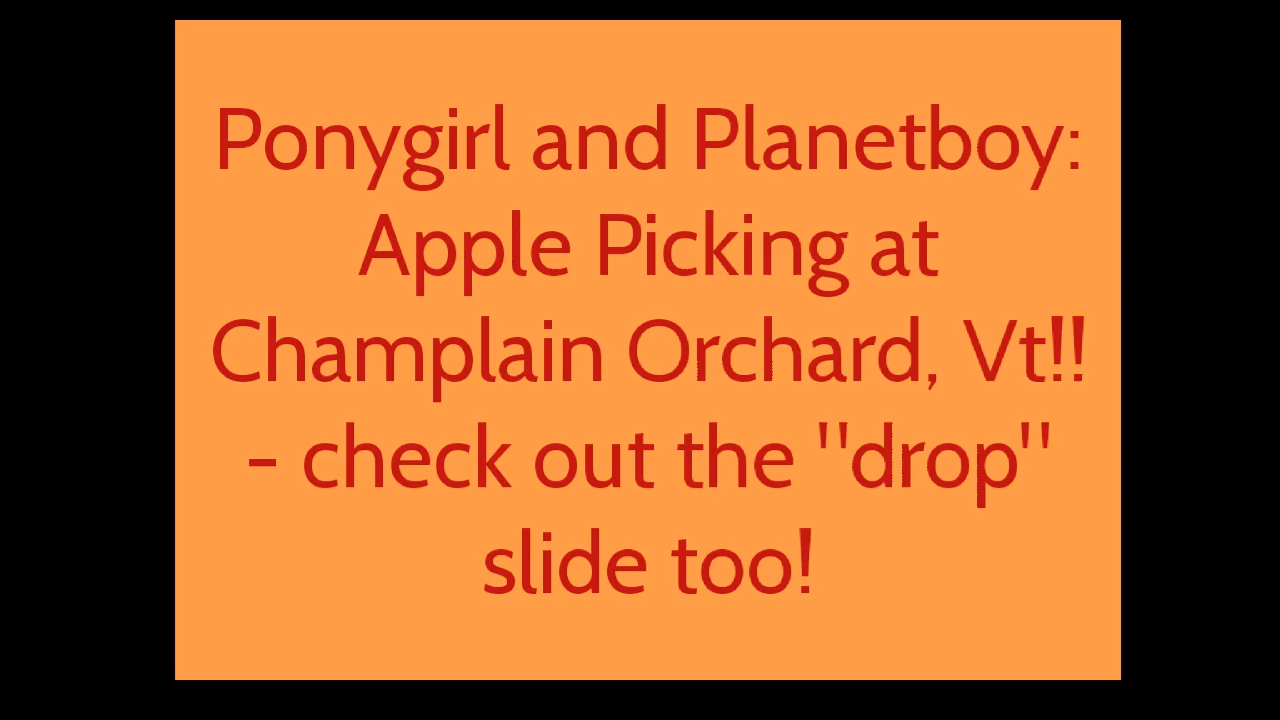 Ponygirl and Planetboy:
Apple Picking at
Champlain Orchard, Vt!!
- check out the "drop"
slide too!